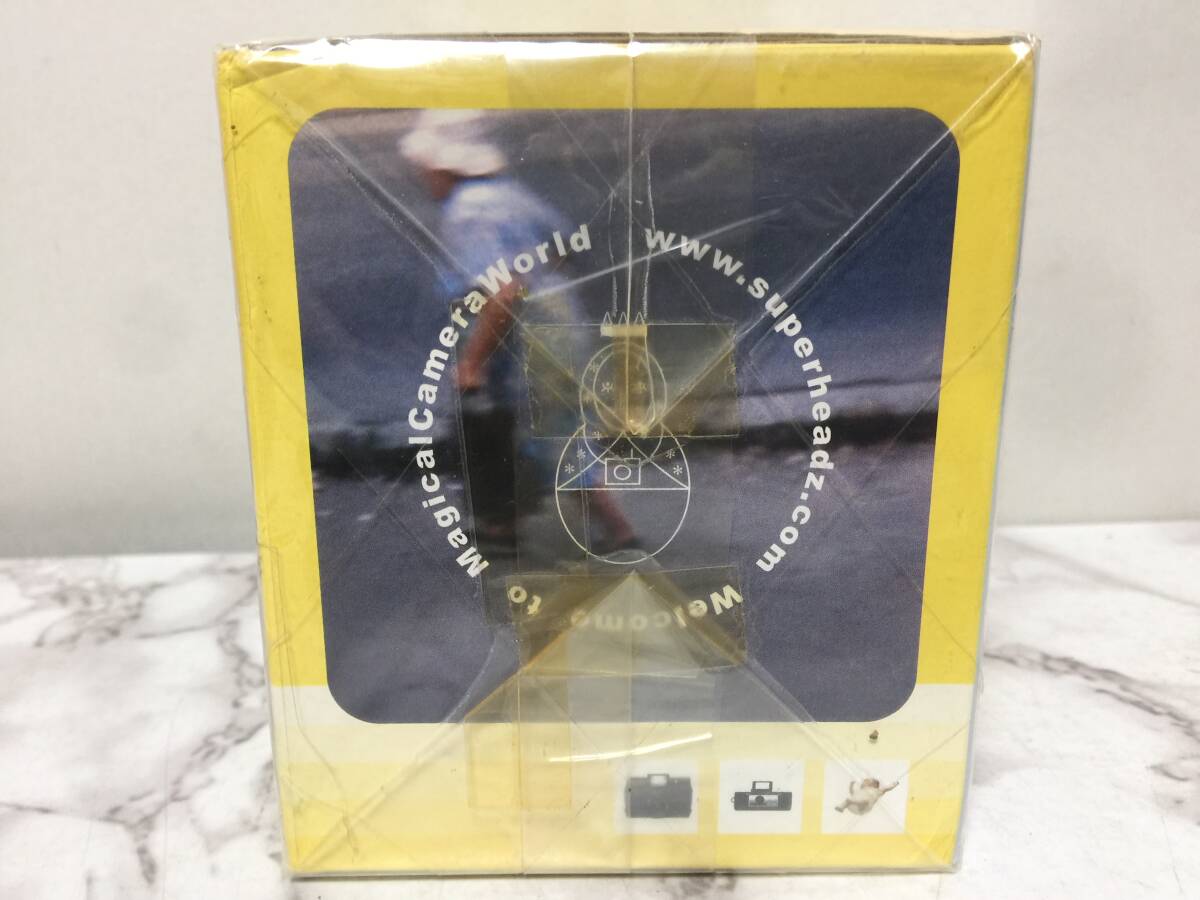 Welcome to
MagicalCameraWorld
www.superheadz.com